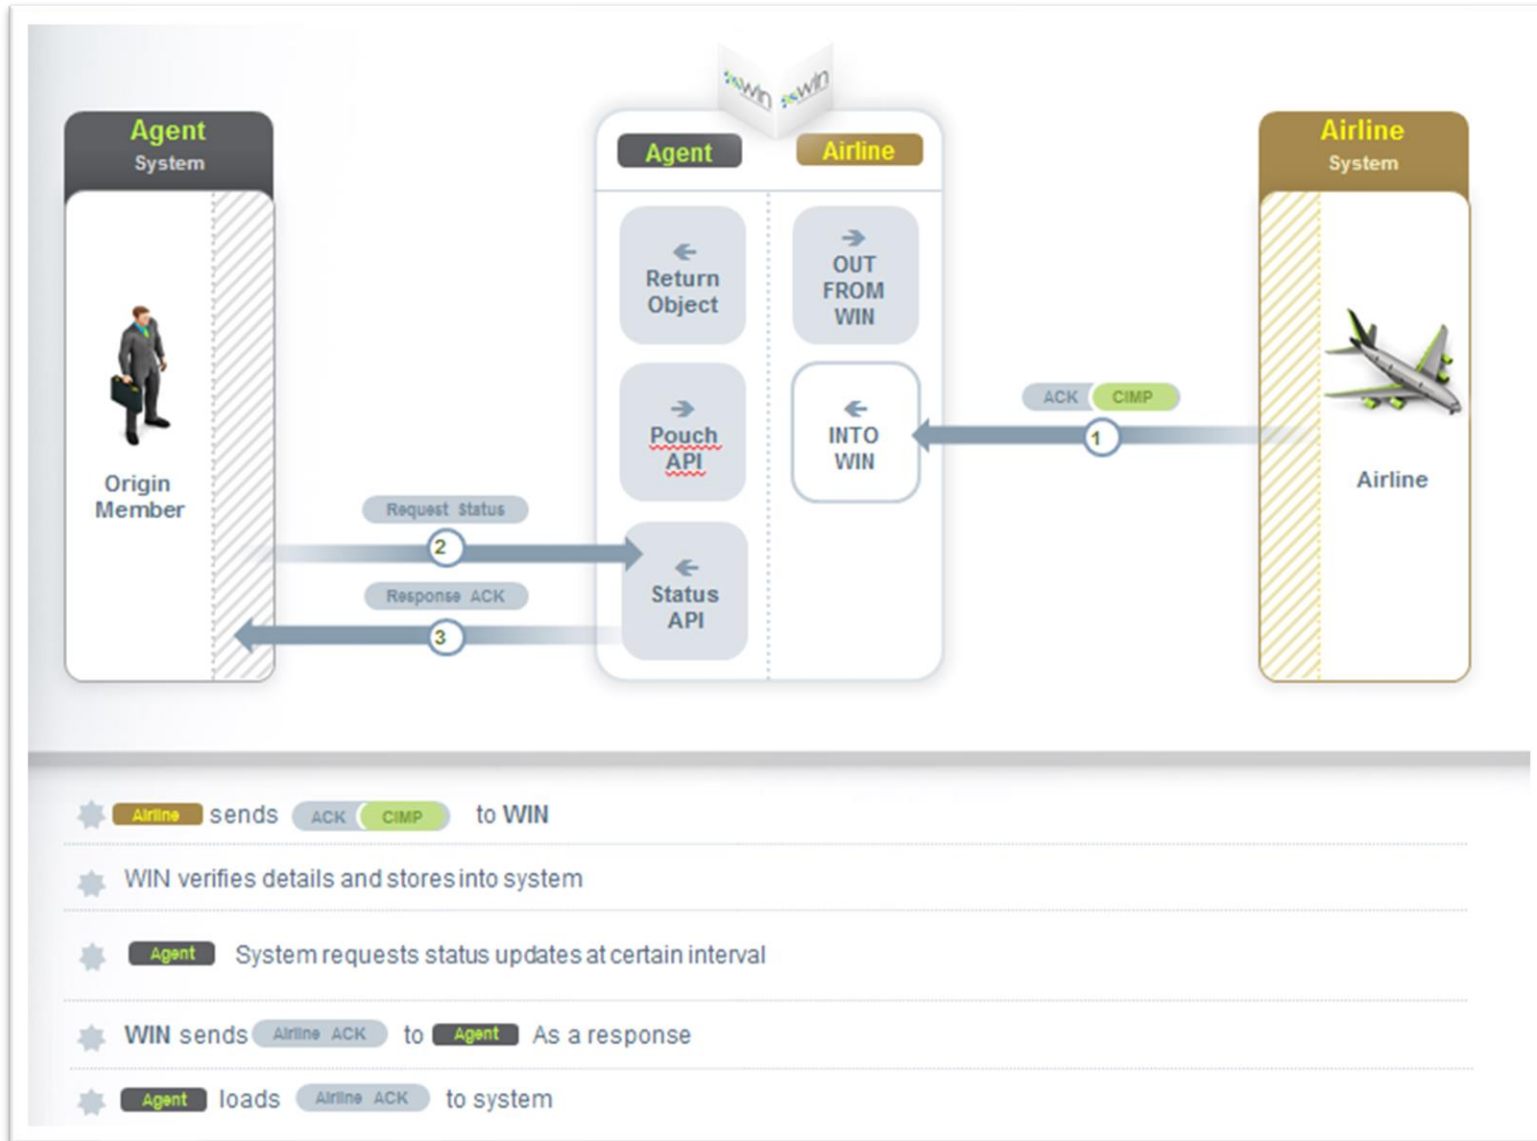 win win
Agent
System
Agent
Airline
Airline
System
Return
Object
OUT
FROM
WIN
Pouch
API
INTO
WIN
ACK CIMP
1
Origin
Member
Airline
Request Status
2
Response ACK
3
Status
API
Airline sends ACK CIMP to WIN
WIN verifies details and stores into system
Agent System requests status updates at certain interval
WIN sends Airline ACK to Agent As a response
Agent loads Airline ACK to system